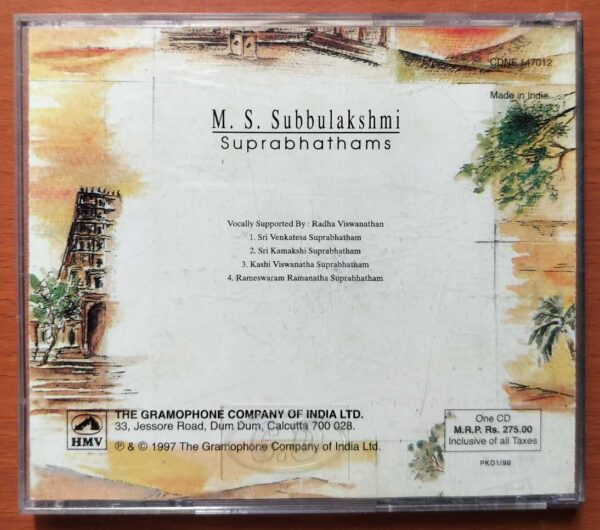 CDNF 147012
Made in India
M. S. Subbulakshmi
Suprabhathams
Vocally Supported By : Radha Viswanathan
1. Sri Venkatesa Suprabhatham
2. Sri Kamakshi Suprabhatham
3. Kashi Viswanatha Suprabhatham
4. Rameswaram Ramanatha Suprabhatham
HMV
THE GRAMOPHONE COMPANY OF INDIA LTD.
33, Jessore Road, Dum Dum, Calcutta 700 028.
℗ & © 1997 The Gramophone Company of India Ltd.
One CD
M.R.P. Rs. 275.00
Inclusive of all Taxes
PKD1/99